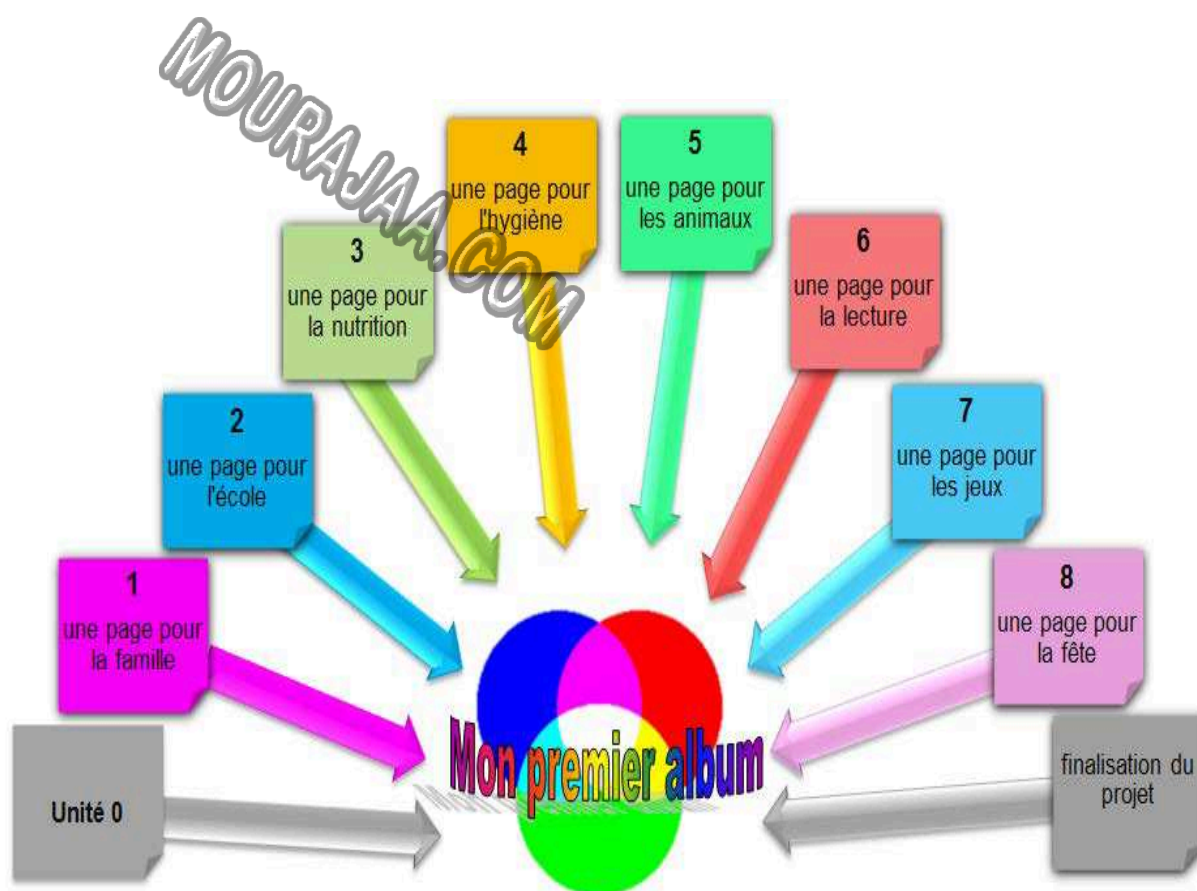 MOURAJAA.COM
4
une page pour
l'hygiène
5
une page pour
les animaux
3
une page pour
la nutrition
6
une page pour
la lecture
2
une page pour
l'école
7
une page pour
les jeux
1
une page pour
la famille
8
une page pour
la fête
Unité 0
finalisation du
projet
Mon premier album